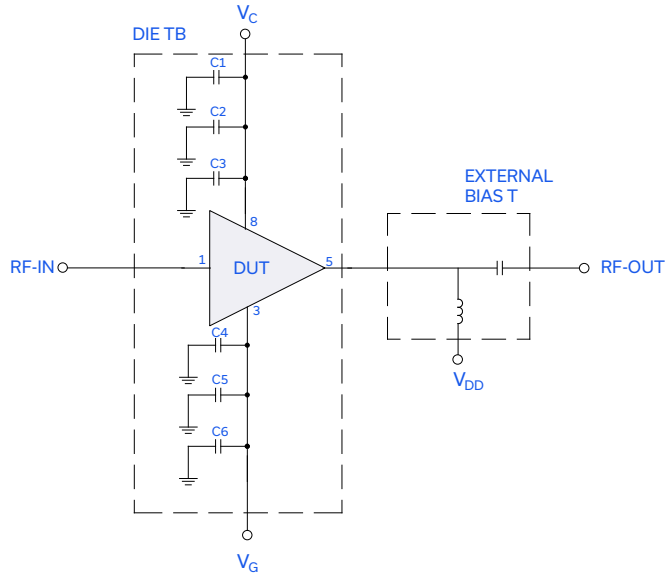 V_C
DIE TB
C1
C2
C3
EXTERNAL
BIAS T
8
RF-IN
1
DUT
5
RF-OUT
3
C4
C5
C6
V_DD
V_G